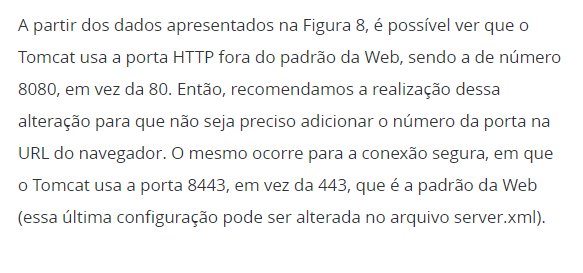 A partir dos dados apresentados na Figura 8, é possível ver que o
Tomcat usa a porta HTTP fora do padrão da Web, sendo a de número
8080, em vez da 80. Então, recomendamos a realização dessa
alteração para que não seja preciso adicionar o número da porta na
URL do navegador. O mesmo ocorre para a conexão segura, em que
o Tomcat usa a porta 8443, em vez da 443, que é a padrão da Web
(essa última configuração pode ser alterada no arquivo server.xml).